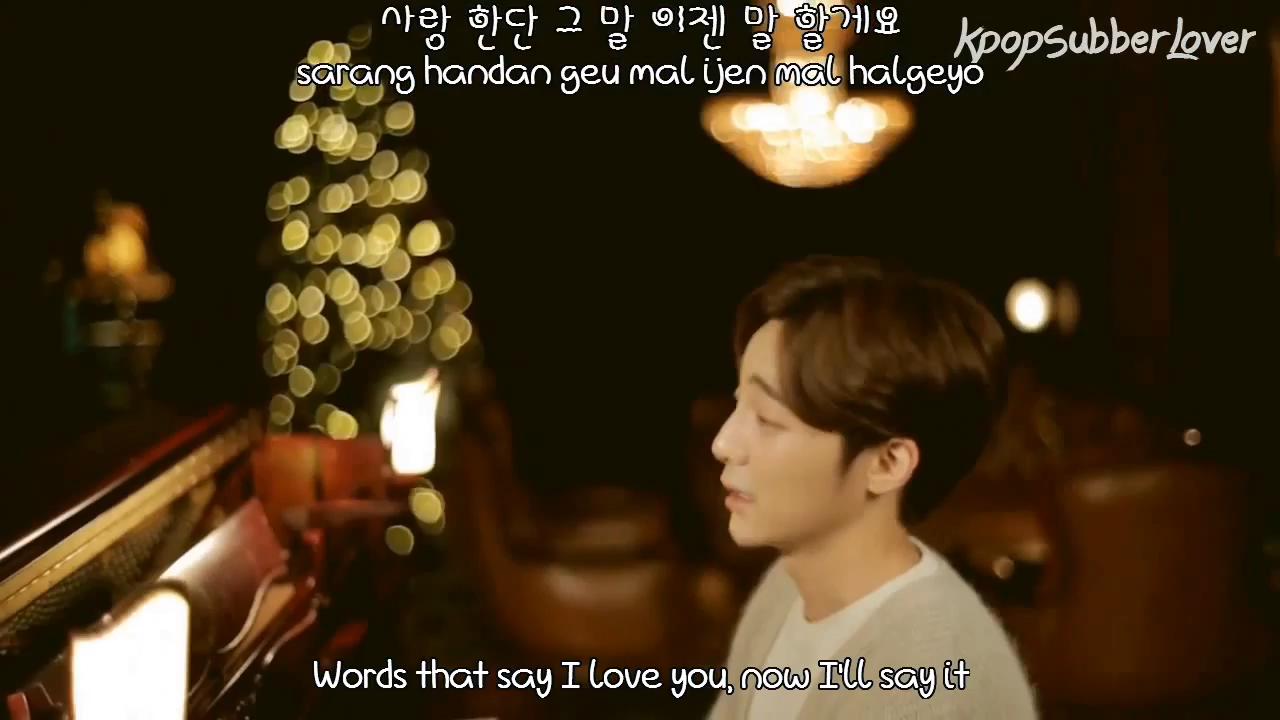 사랑 한단 그 말 이젠 말 할게요
KpopSubberLover
sarang handan geu mal ijen mal halgeyo
Words that say I love you, now I'll say it